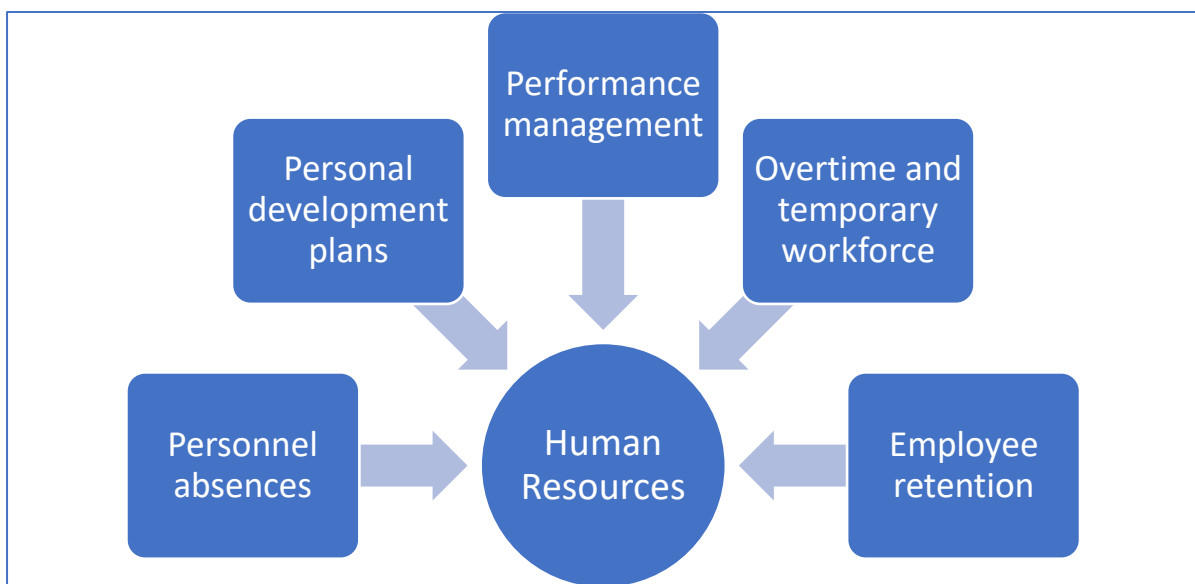 Performance
management
Personal
development
plans
Overtime and
temporary
workforce
Personnel
absences
Human
Resources
Employee
retention